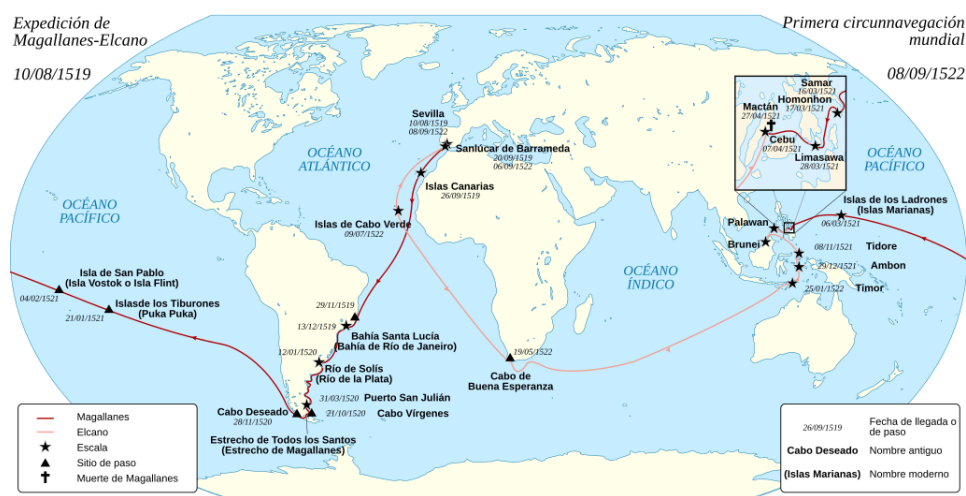 Expedición de
Magallanes-Elcano
10/08/1519
Primera circunnavegación
mundial
08/09/1522
Samar
16/03/1521
Homonhon
17/03/1521
Mactán
27/04/1521
Cebu
07/04/1521
Limasawa
28/03/1521
Sevilla
10/08/1519
08/09/1522
Sanlúcar de Barrameda
20/09/1519
06/09/1522
OCÉANO
ATLÁNTICO
OCÉANO
PACÍFICO
Islas Canarias
26/09/1519
OCÉANO
PACÍFICO
Islas de los Ladrones
(Islas Marianas)
06/03/1521
Islas de Cabo Verde
09/07/1522
Palawan
Brunei
08/11/1521
Tidore
29/12/1521
Ambon
25/01/1522
Timor
OCÉANO
ÍNDICO
Isla de San Pablo
(Isla Vostok o Isla Flint)
04/02/1521
Islasde los Tiburones
(Puka Puka)
21/01/1521
29/11/1519
13/12/1519
Bahía Santa Lucía
(Bahía de Río de Janeiro)
12/01/1520
Río de Solís
(Río de la Plata)
19/05/1522
Cabo de
Buena Esperanza
31/03/1520
Puerto San Julián
Cabo Deseado
28/11/1520
21/10/1520
Cabo Vírgenes
Estrecho de Todos los Santos
(Estrecho de Magallanes)
Magallanes
Elcano
Escala
Sitio de paso
Muerte de Magallanes
26/09/1519
Fecha de llegada o
de paso
Cabo Deseado
Nombre antiguo
(Islas Marianas)
Nombre moderno